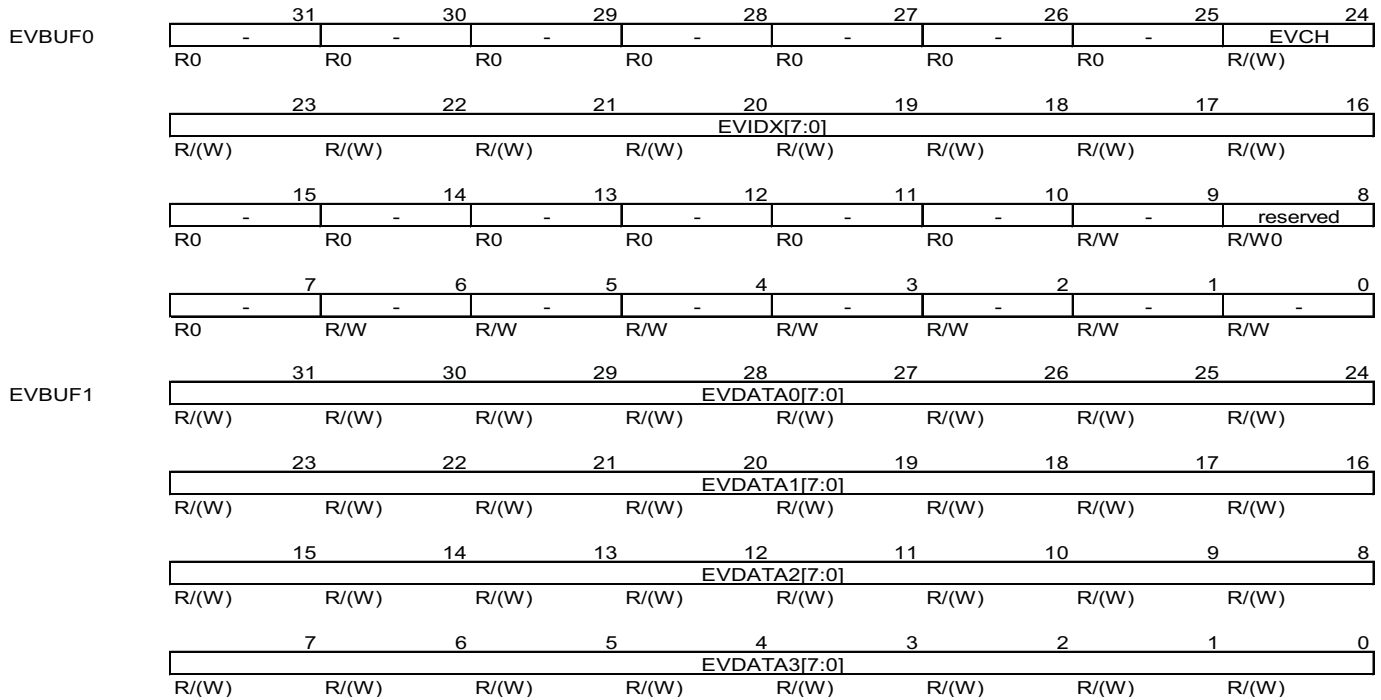 31 30 29 28 27 26 25 24
EVBUF0 - - - - - - - EVCH
R0 R0 R0 R0 R0 R0 R0 R/(W)
23 22 21 20 19 18 17 16
EVIDX[7:0]
R/(W) R/(W) R/(W) R/(W) R/(W) R/(W) R/(W) R/(W)
15 14 13 12 11 10 9 8
- - - - - - - reserved
R0 R0 R0 R0 R0 R0 R/W R/W0
7 6 5 4 3 2 1 0
- - - - - - - -
R0 R/W R/W R/W R/W R/W R/W R/W
31 30 29 28 27 26 25 24
EVBUF1 EVDATA0[7:0]
R/(W) R/(W) R/(W) R/(W) R/(W) R/(W) R/(W) R/(W)
23 22 21 20 19 18 17 16
EVDATA1[7:0]
R/(W) R/(W) R/(W) R/(W) R/(W) R/(W) R/(W) R/(W)
15 14 13 12 11 10 9 8
EVDATA2[7:0]
R/(W) R/(W) R/(W) R/(W) R/(W) R/(W) R/(W) R/(W)
7 6 5 4 3 2 1 0
EVDATA3[7:0]
R/(W) R/(W) R/(W) R/(W) R/(W) R/(W) R/(W) R/(W)